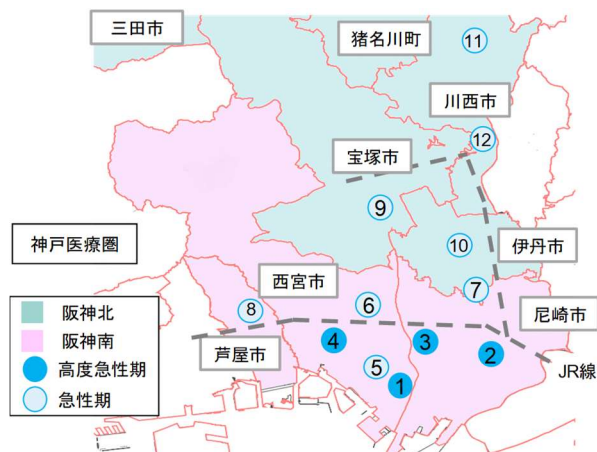 三田市
猪名川町
11
川西市
12
宝塚市
9
神戸医療圏
10
伊丹市
西宮市
7
8
6
尼崎市
阪神北
阪神南
高度急性期
急性期
芦屋市
4
3
2
5
1
JR線